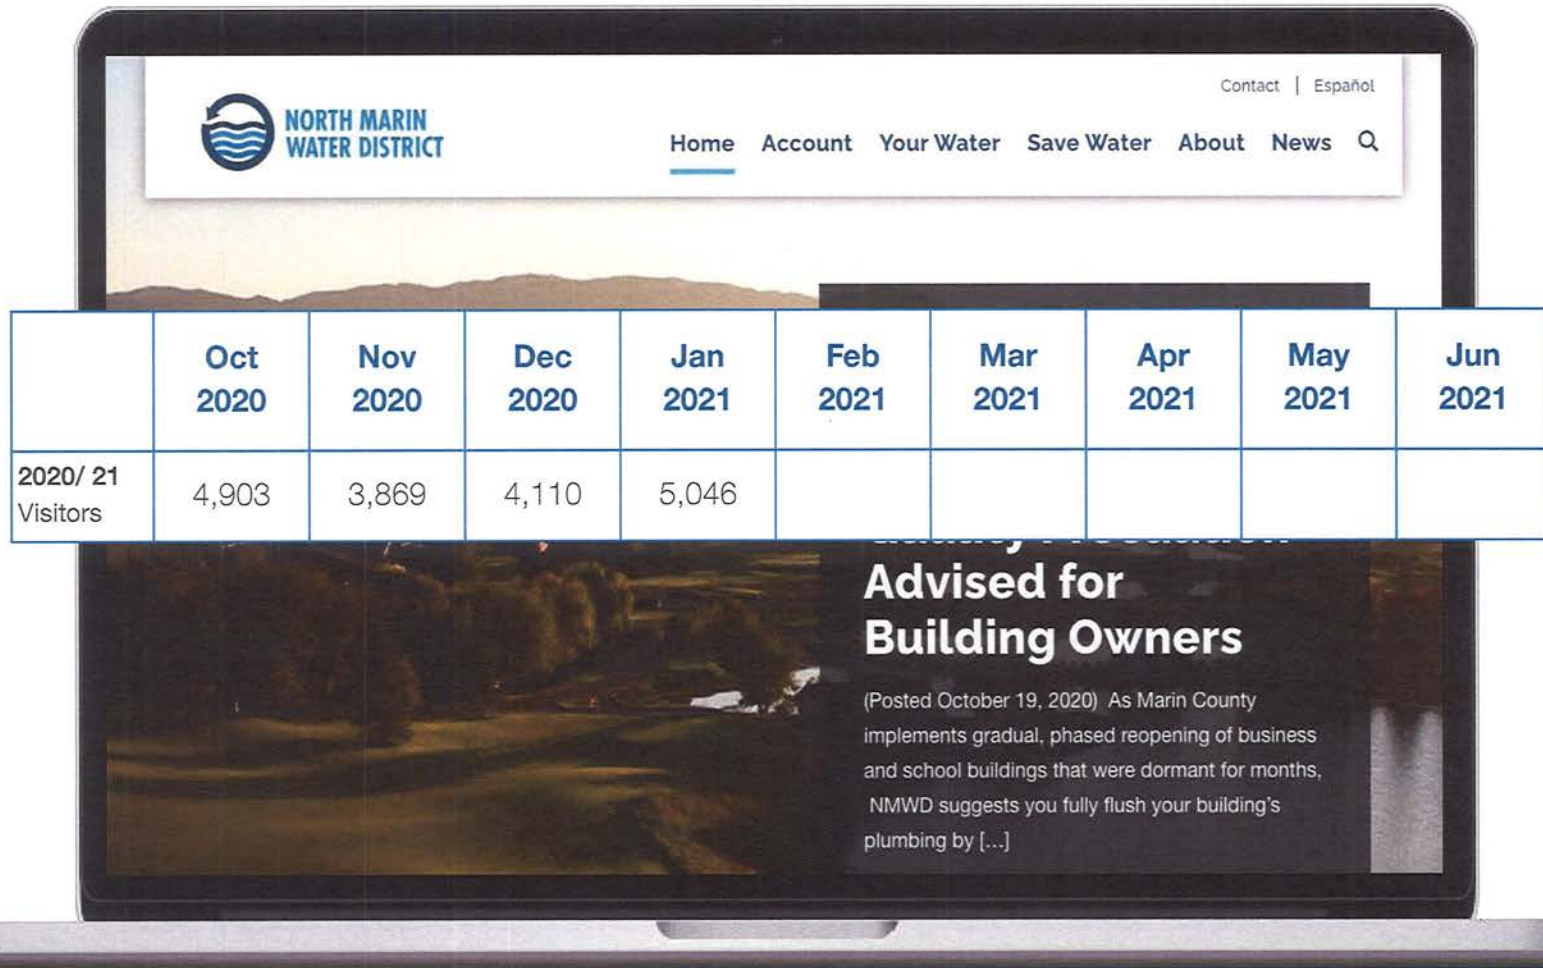 Contact | Español
NORTH MARIN
WATER DISTRICT
Home Account Your Water Save Water About News
Oct 2020 Nov 2020 Dec 2020 Jan 2021 Feb 2021 Mar 2021 Apr 2021 May 2021 Jun 2021
2020/ 21 Visitors 4,903 3,869 4,110 5,046
Advised for
Building Owners
(Posted October 19, 2020) As Marin County
implements gradual, phased reopening of business
and school buildings that were dormant for months,
NMWD suggests you fully flush your building's
plumbing by [...]